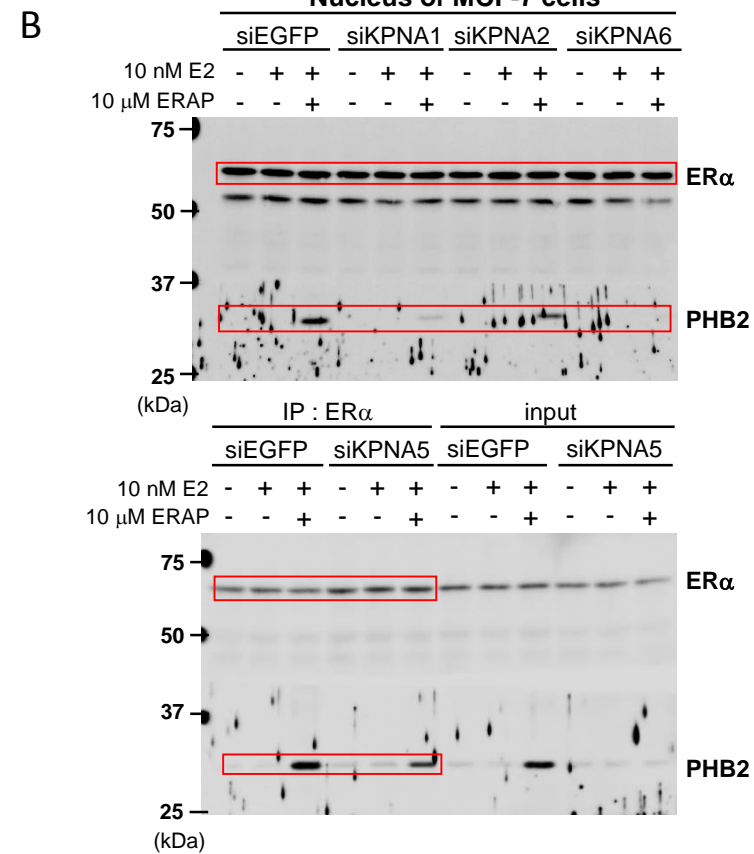 B
Nucleus of MCF-7 cells
siEGFP siKPNA1 siKPNA2 siKPNA6
10 nM E2 - + + - + + - + + - + +
10 μM ERAP - - + - - + - - + - - +
75
ERα
50
37
PHB2
25
(kDa)
IP : ERα input
siEGFP siKPNA5 siEGFP siKPNA5
10 nM E2 - + + - + + - + + - + +
10 μM ERAP - - + - - + - - + - - +
75
ERα
50
37
PHB2
25
(kDa)